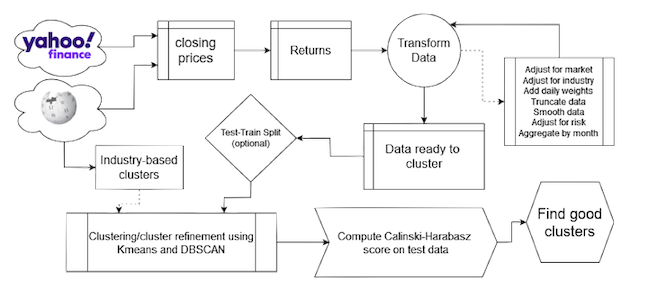 yahoo!
finance
closing
prices
Returns
Transform
Data
Adjust for market
Adjust for industry
Add daily weights
Truncate data
Smooth data
Adjust for risk
Aggregate by month
Test-Train Split
(optional)
Data ready to
cluster
Industry-based
clusters
Clustering/cluster refinement using
Kmeans and DBSCAN
Compute Calinski-Harabasz
score on test data
Find good
clusters